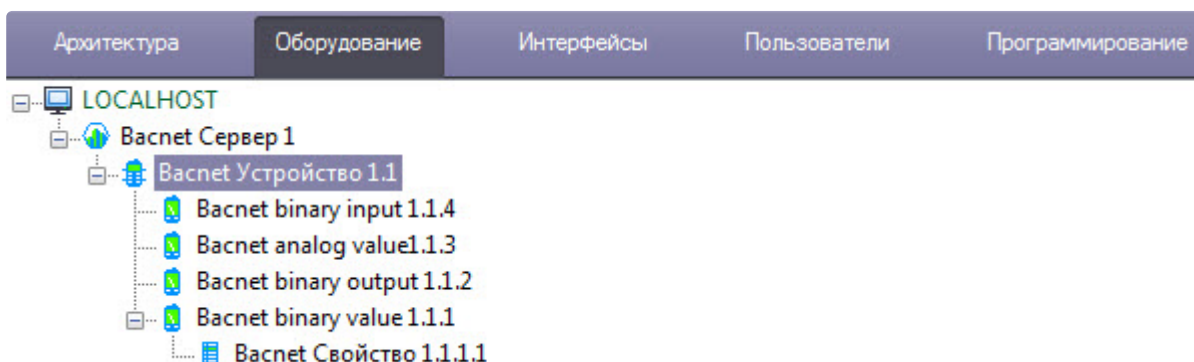 Архитектура Оборудование Интерфейсы Пользователи Программирование
LOCALHOST
Bacnet Сервер 1
Bacnet Устройство 1.1
Bacnet binary input 1.1.4
Bacnet analog value1.1.3
Bacnet binary output 1.1.2
Bacnet binary value 1.1.1
Bacnet Свойство 1.1.1.1